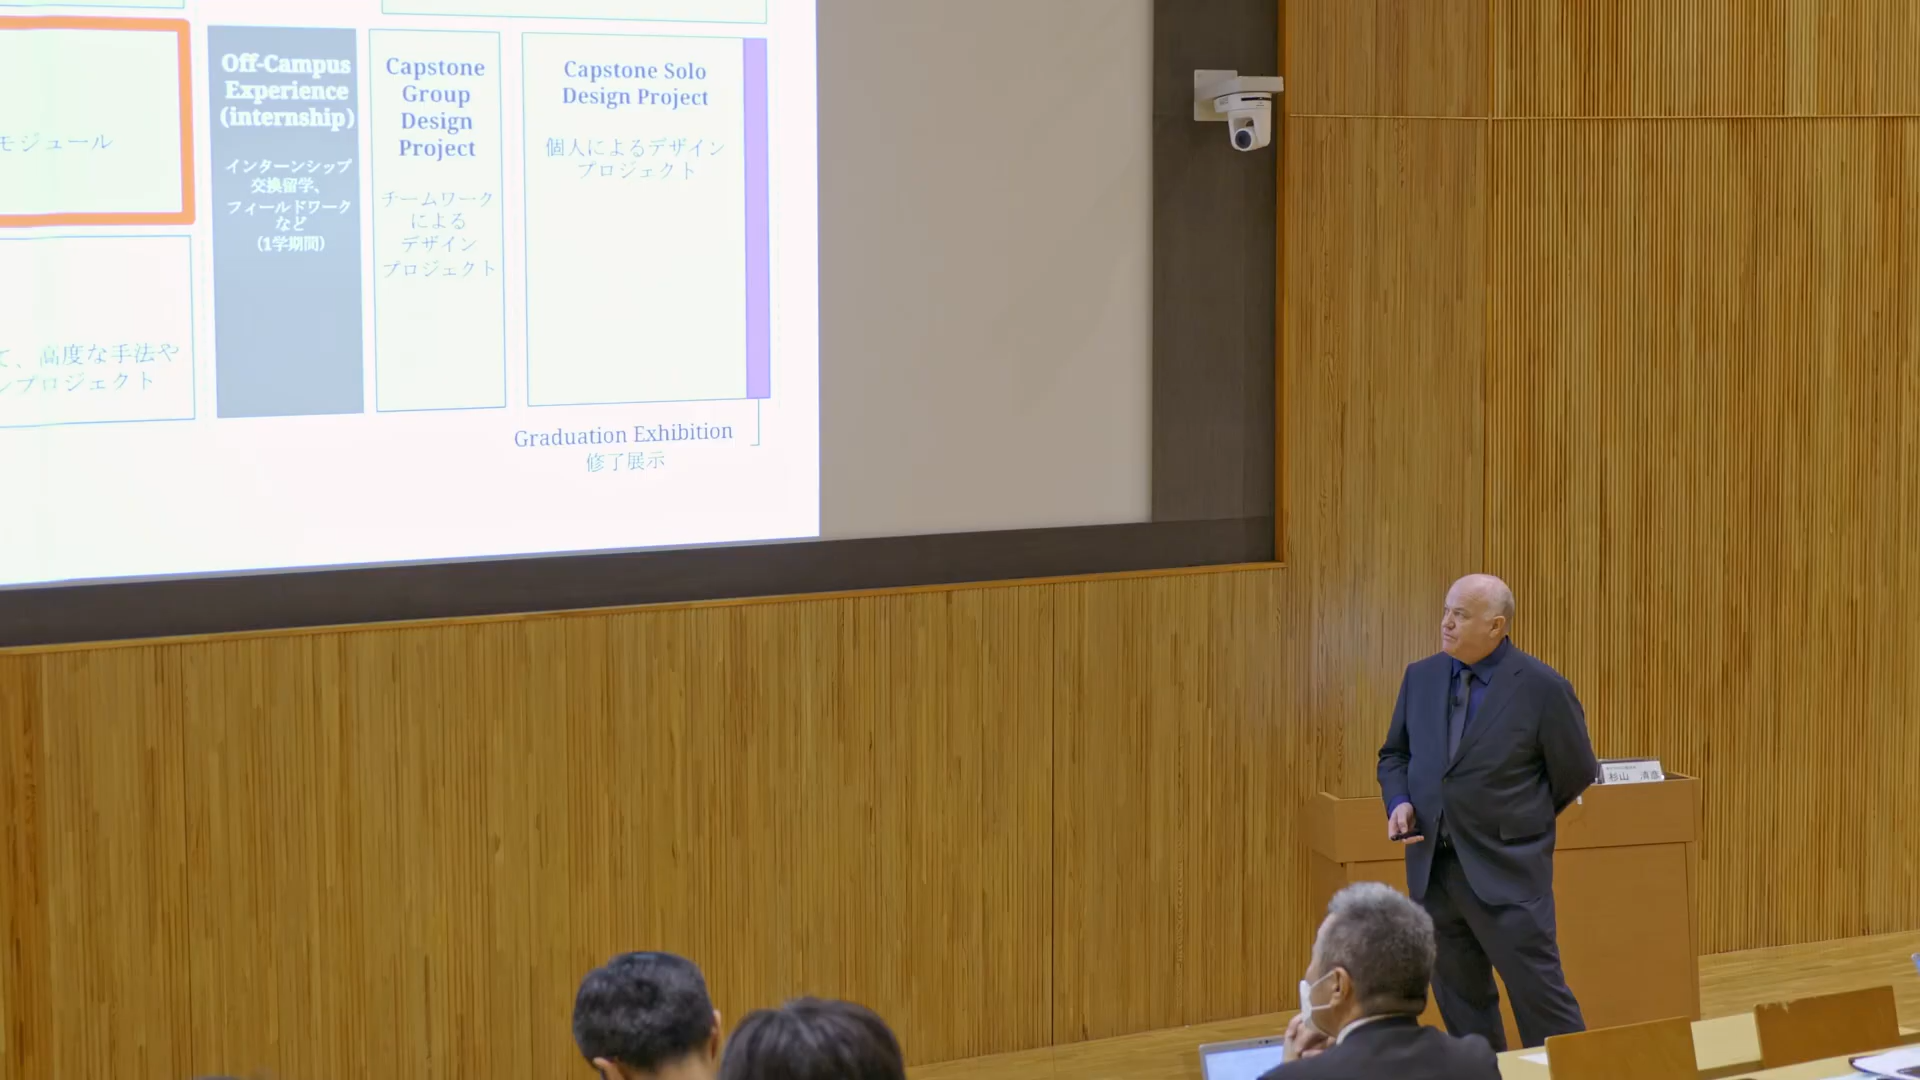 モジュール
て、高度な手法や
ンプロジェクト
Off-Campus
Experience
(internship)
インターンシップ
交換留学、
フィールドワーク
など
(1学期間)
Capstone
Group
Design
Project
チームワーク
による
デザイン
プロジェクト
Capstone Solo
Design Project
個人によるデザイン
プロジェクト
Graduation Exhibition
修了展示
杉山 清彦